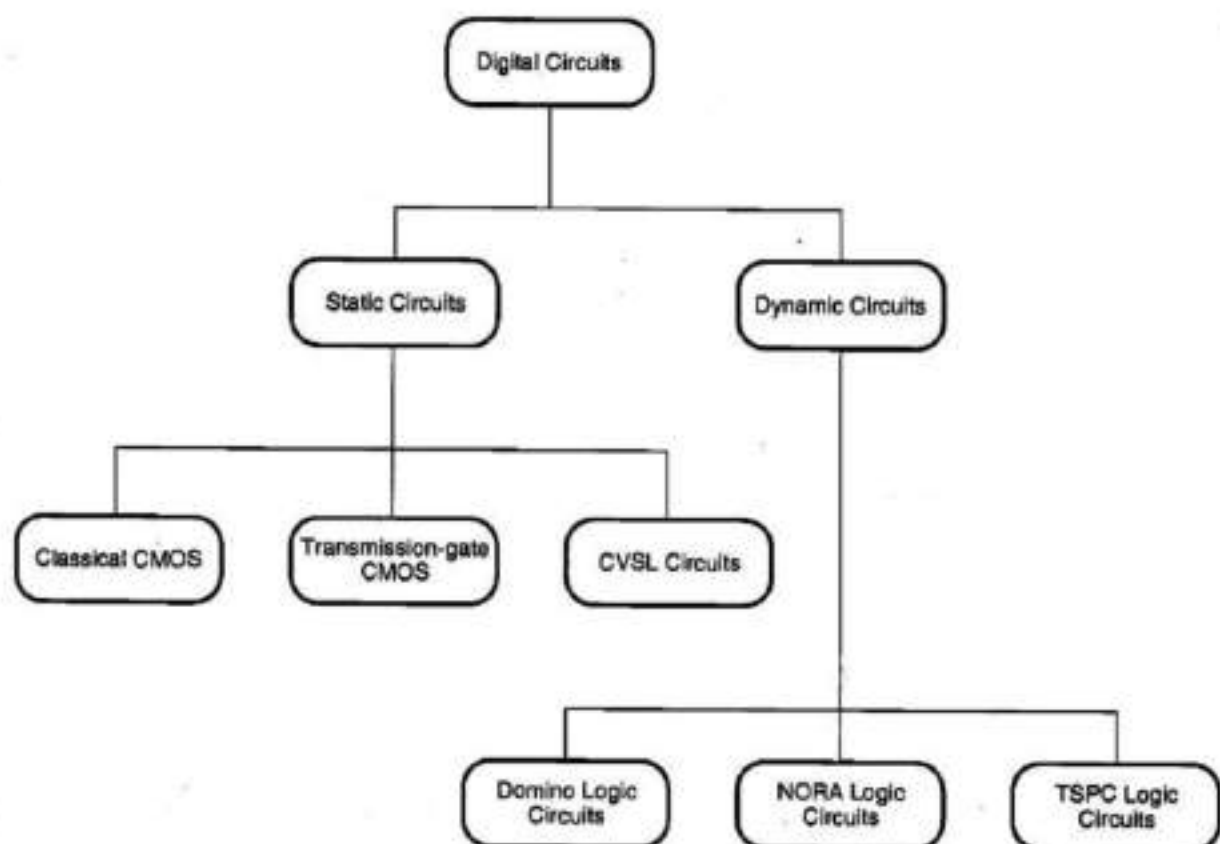 Digital Circuits
Static Circuits
Dynamic Circuits
Classical CMOS
Transmission-gate
CMOS
CVSL Circuits
Domino Logic
Circuits
NORA Logic
Circuits
TSPC Logic
Circuits